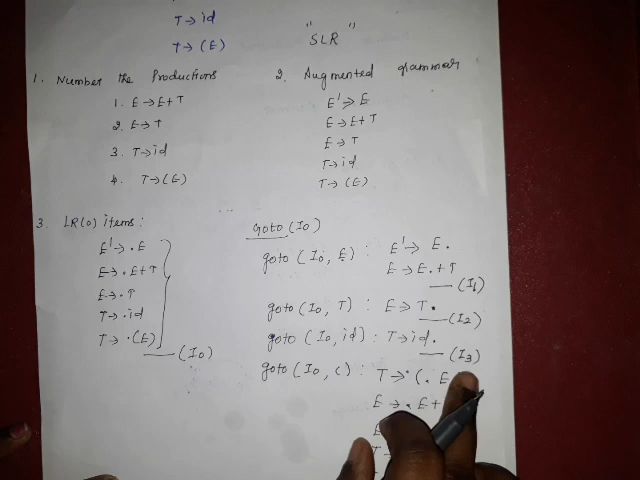 T→id
T→(E)
" SLR "
1. Number the Productions
1. E→E+T
2. E→T
3. T→id
4. T→(E)
2. Augmented grammar
E'→E
E→E+T
E→T
T→id
T→(E)
3. LR(0) items:
E'→.E
E→.E+T
E→.T
T→.id
T→.(E)
—(I0)
Goto(I0)
goto(I0, E): E'→E.
E→E.+T
—(I1)
goto(I0, T): E→T.
—(I2)
goto(I0, id): T→id.
—(I3)
goto(I0, (): T→(.E
E→.E+
E
T